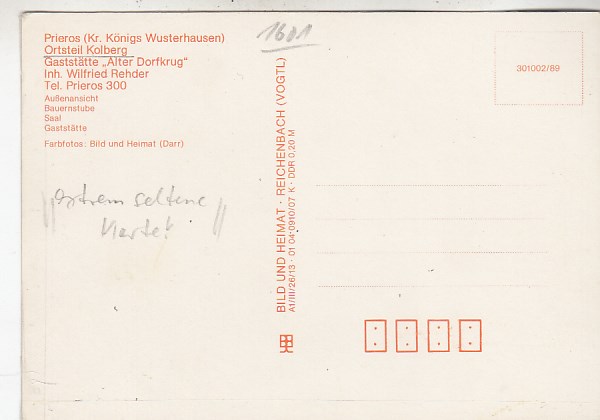 Prieros (Kr. Königs Wusterhausen)
Ortsteil Kolberg
Gaststätte „Alter Dorfkrug"
Inh. Wilfried Rehder
Tel. Prieros 300
Außenansicht
Bauernstube
Saal
Gaststätte
Farbfotos: Bild und Heimat (Darr)
extrem seltene
Karte!
1601
BILD UND HEIMAT · REICHENBACH (VOGTL)
A1/III/26/13 · 01 04 0910/07 K · DDR 0,20 M
301002/89